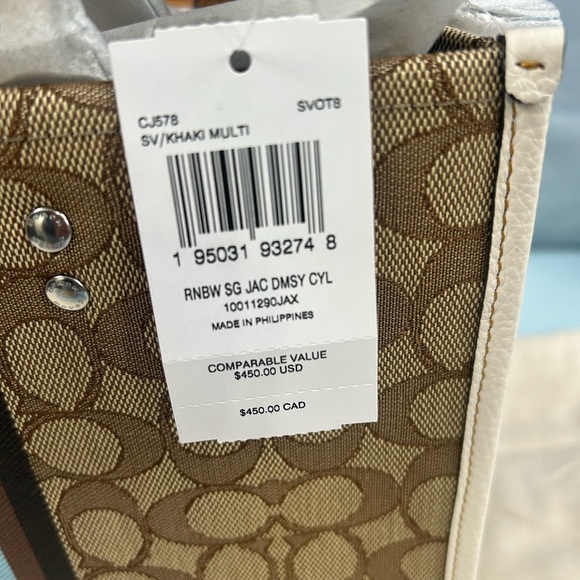 CJ578 SVOT8
SV/KHAKI MULTI
1 95031 93274 8
RNBW SG JAC DMSY CYL
10011290JAX
MADE IN PHILIPPINES
COMPARABLE VALUE
$450.00 USD
$450.00 CAD